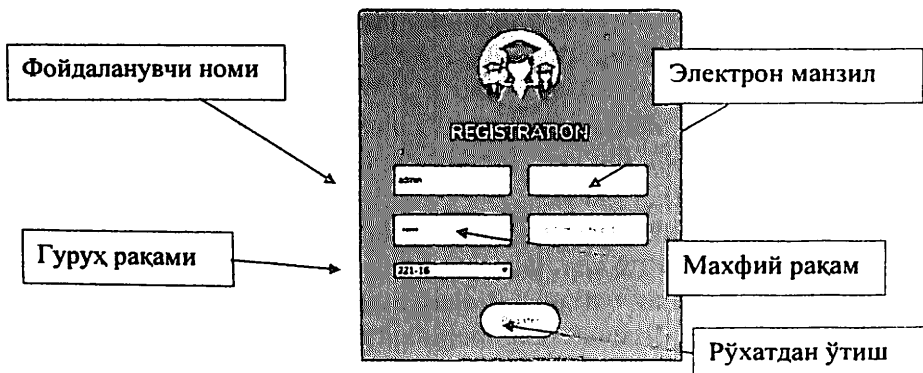 Фойдаланувчи номи
Электрон манзил
REGISTRATION
admin
Гуруҳ рақами
221-16
Махфий рақам
Рўхатдан ўтиш